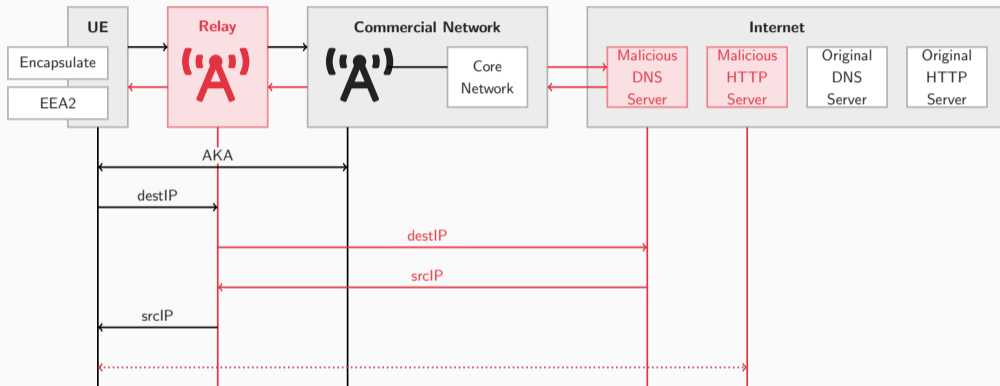 UE
Encapsulate
EEA2
Relay
Commercial Network
Core
Network
Internet
Malicious
DNS
Server
Malicious
HTTP
Server
Original
DNS
Server
Original
HTTP
Server
AKA
destIP
destIP
srcIP
srcIP